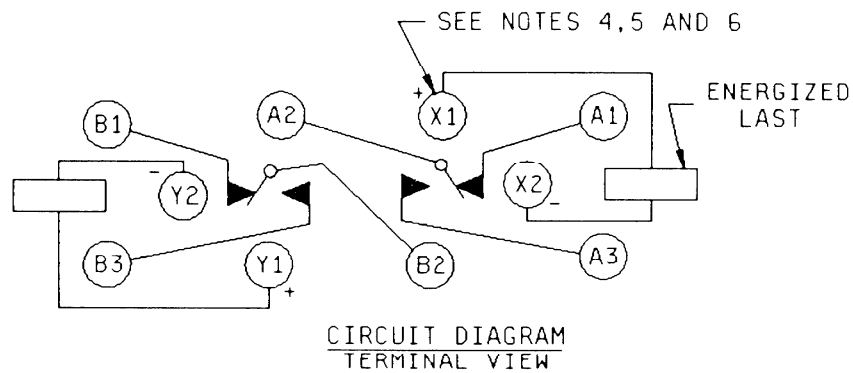 SEE NOTES 4,5 AND 6
ENERGIZED
LAST
B1
A2
+
X1
A1
-
Y2
X2
-
B3
Y1
+
B2
A3
CIRCUIT DIAGRAM
TERMINAL VIEW